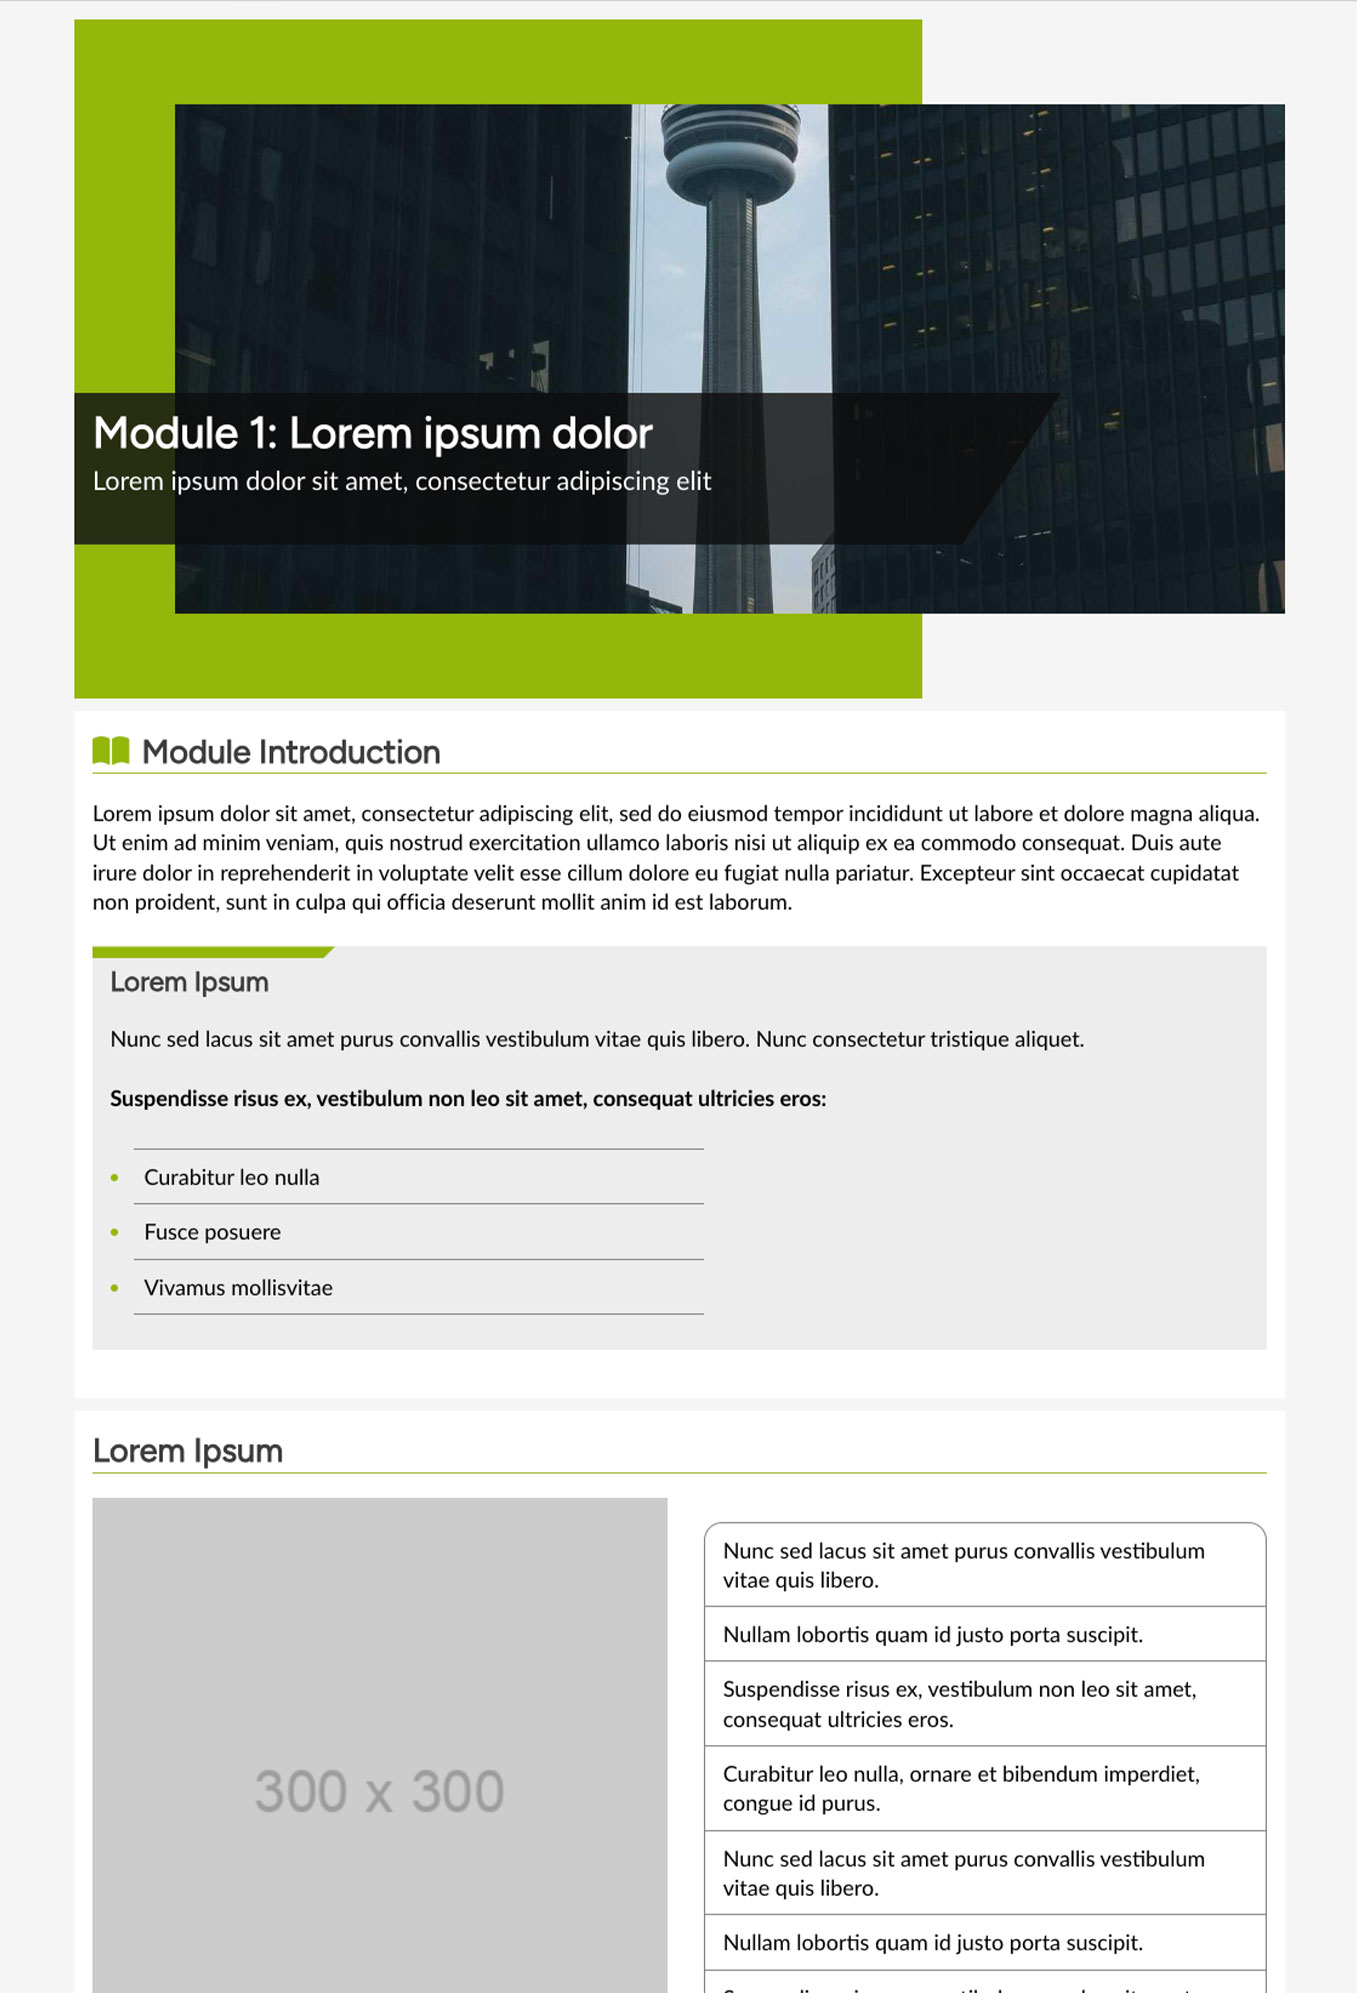 Module 1: Lorem ipsum dolor
Lorem ipsum dolor sit amet, consectetur adipiscing elit
Module Introduction
Lorem ipsum dolor sit amet, consectetur adipiscing elit, sed do eiusmod tempor incididunt ut labore et dolore magna aliqua.
Ut enim ad minim veniam, quis nostrud exercitation ullamco laboris nisi ut aliquip ex ea commodo consequat. Duis aute
irure dolor in reprehenderit in voluptate velit esse cillum dolore eu fugiat nulla pariatur. Excepteur sint occaecat cupidatat
non proident, sunt in culpa qui officia deserunt mollit anim id est laborum.
Lorem Ipsum
Nunc sed lacus sit amet purus convallis vestibulum vitae quis libero. Nunc consectetur tristique aliquet.
Suspendisse risus ex, vestibulum non leo sit amet, consequat ultricies eros:
• Curabitur leo nulla
• Fusce posuere
• Vivamus mollisvitae
Lorem Ipsum
300 x 300
Nunc sed lacus sit amet purus convallis vestibulum
vitae quis libero.
Nullam lobortis quam id justo porta suscipit.
Suspendisse risus ex, vestibulum non leo sit amet,
consequat ultricies eros.
Curabitur leo nulla, ornare et bibendum imperdiet,
congue id purus.
Nunc sed lacus sit amet purus convallis vestibulum
vitae quis libero.
Nullam lobortis quam id justo porta suscipit.